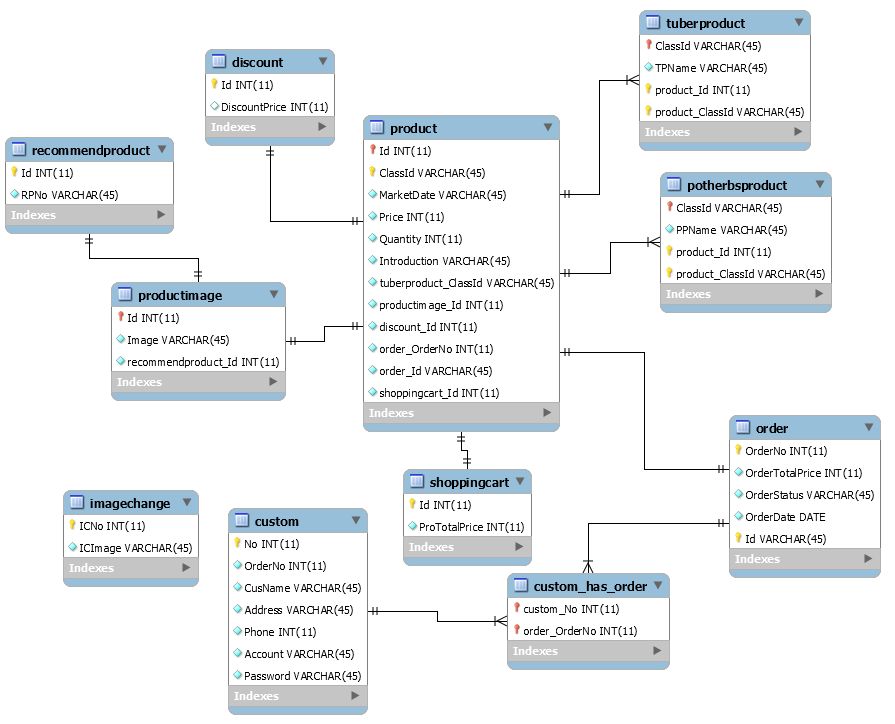 tuberproduct
ClassId VARCHAR(45)
TPName VARCHAR(45)
product_Id INT(11)
product_ClassId VARCHAR(45)
Indexes
discount
Id INT(11)
DiscountPrice INT(11)
Indexes
product
Id INT(11)
ClassId VARCHAR(45)
MarketDate VARCHAR(45)
Price INT(11)
Quantity INT(11)
Introduction VARCHAR(45)
tuberproduct_ClassId VARCHAR(45)
productimage_Id INT(11)
discount_Id INT(11)
order_OrderNo INT(11)
order_Id VARCHAR(45)
shoppingcart_Id INT(11)
Indexes
recommendproduct
Id INT(11)
RPNo VARCHAR(45)
Indexes
potherbsproduct
ClassId VARCHAR(45)
PPName VARCHAR(45)
product_Id INT(11)
product_ClassId VARCHAR(45)
Indexes
productimage
Id INT(11)
Image VARCHAR(45)
recommendproduct_Id INT(11)
Indexes
order
OrderNo INT(11)
OrderTotalPrice INT(11)
OrderStatus VARCHAR(45)
OrderDate DATE
Id VARCHAR(45)
Indexes
shoppingcart
Id INT(11)
ProTotalPrice INT(11)
Indexes
imagechange
ICNo INT(11)
ICImage VARCHAR(45)
Indexes
custom
No INT(11)
OrderNo INT(11)
CusName VARCHAR(45)
Address VARCHAR(45)
Phone INT(11)
Account VARCHAR(45)
Password VARCHAR(45)
Indexes
custom_has_order
custom_No INT(11)
order_OrderNo INT(11)
Indexes